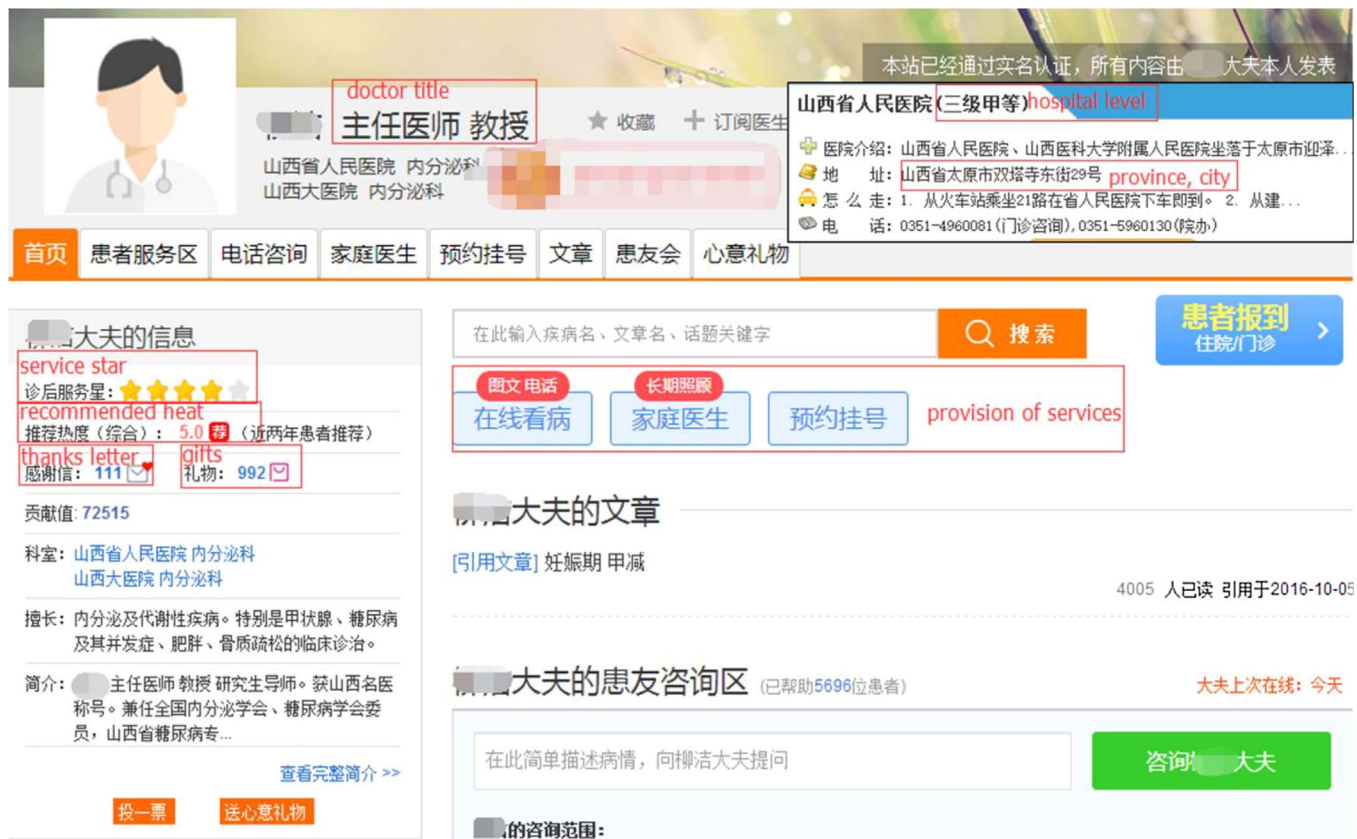 本站已经通过实名认证，所有内容由 大夫本人发表
doctor title
主任医师 教授
收藏 订阅医生
山西省人民医院 内分泌科
山西大医院 内分泌科
山西省人民医院(三级甲等)hospital level
医院介绍：山西省人民医院、山西医科大学附属人民医院坐落于太原市迎泽...
地 址：山西省太原市双塔寺东街29号 province, city
怎 么 走：1. 从火车站乘坐21路在省人民医院下车即到。 2. 从建...
电 话：0351-4960081(门诊咨询),0351-5960130(院办)
首页 患者服务区 电话咨询 家庭医生 预约挂号 文章 患友会 心意礼物
大夫的信息
service star
诊后服务星：
recommended heat
推荐热度（综合）： 5.0 荐 （近两年患者推荐）
thanks letter gifts
感谢信： 111 礼物： 992
贡献值: 72515
科室： 山西省人民医院 内分泌科
山西大医院 内分泌科
擅长： 内分泌及代谢性疾病。特别是甲状腺、糖尿病
及其并发症、肥胖、骨质疏松的临床诊治。
简介： 主任医师 教授 研究生导师。获山西名医
称号。兼任全国内分泌学会、糖尿病学会委
员，山西省糖尿病专...
查看完整简介 >>
投一票 送心意礼物
在此输入疾病名、文章名、话题关键字
搜索
患者报到
住院/门诊
图文 电话 长期照顾
在线看病 家庭医生 预约挂号 provision of services
大夫的文章
[引用文章] 妊娠期 甲减
4005 人已读 引用于2016-10-05
大夫的患友咨询区 (已帮助5696位患者)
大夫上次在线：今天
在此简单描述病情，向柳洁大夫提问
咨询 大夫
的咨询范围：